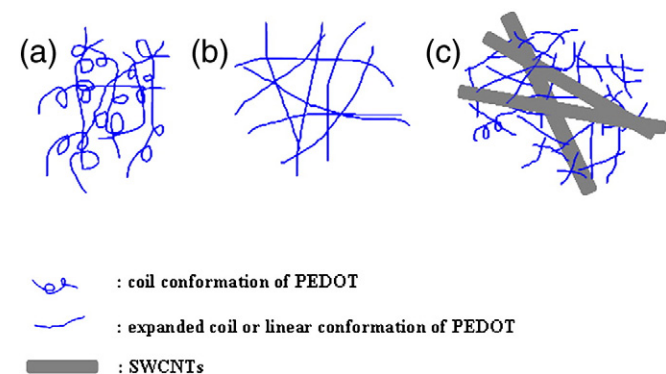 (a) (b) (c)
: coil conformation of PEDOT
: expanded coil or linear conformation of PEDOT
: SWCNTs